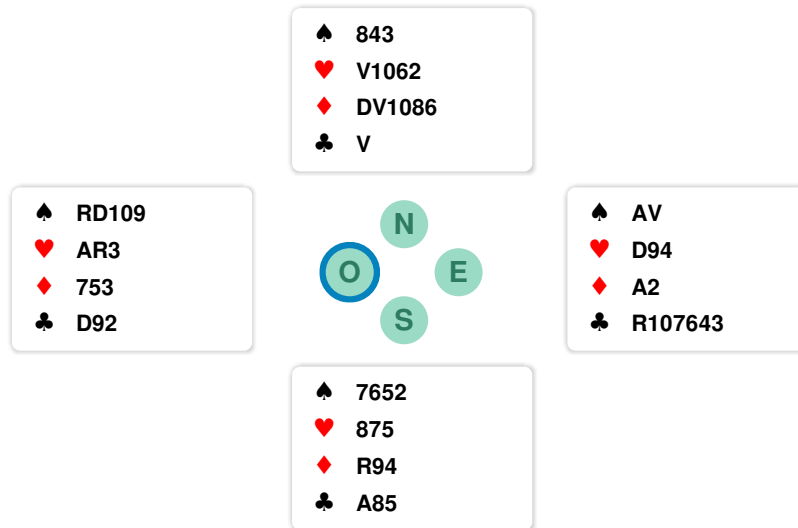 ♠ 843
♥ V1062
♦ DV1086
♣ V
♠ RD109
♥ AR3
♦ 753
♣ D92
N
O E
S
♠ AV
♥ D94
♦ A2
♣ R107643
♠ 7652
♥ 875
♦ R94
♣ A85